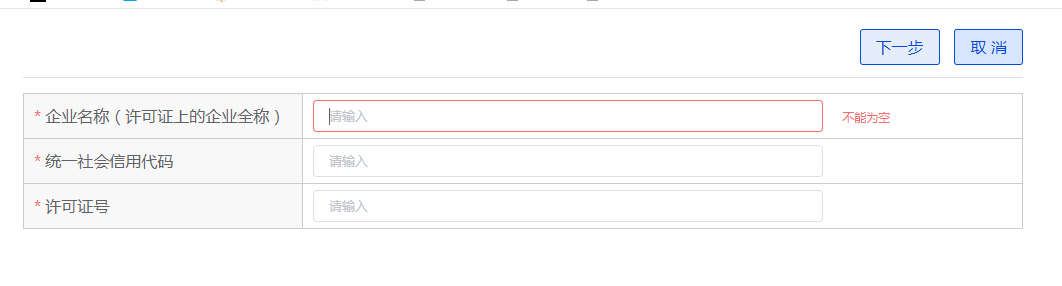 下一步 取 消
* 企业名称（许可证上的企业全称） 请输入 不能为空
* 统一社会信用代码 请输入
* 许可证号 请输入